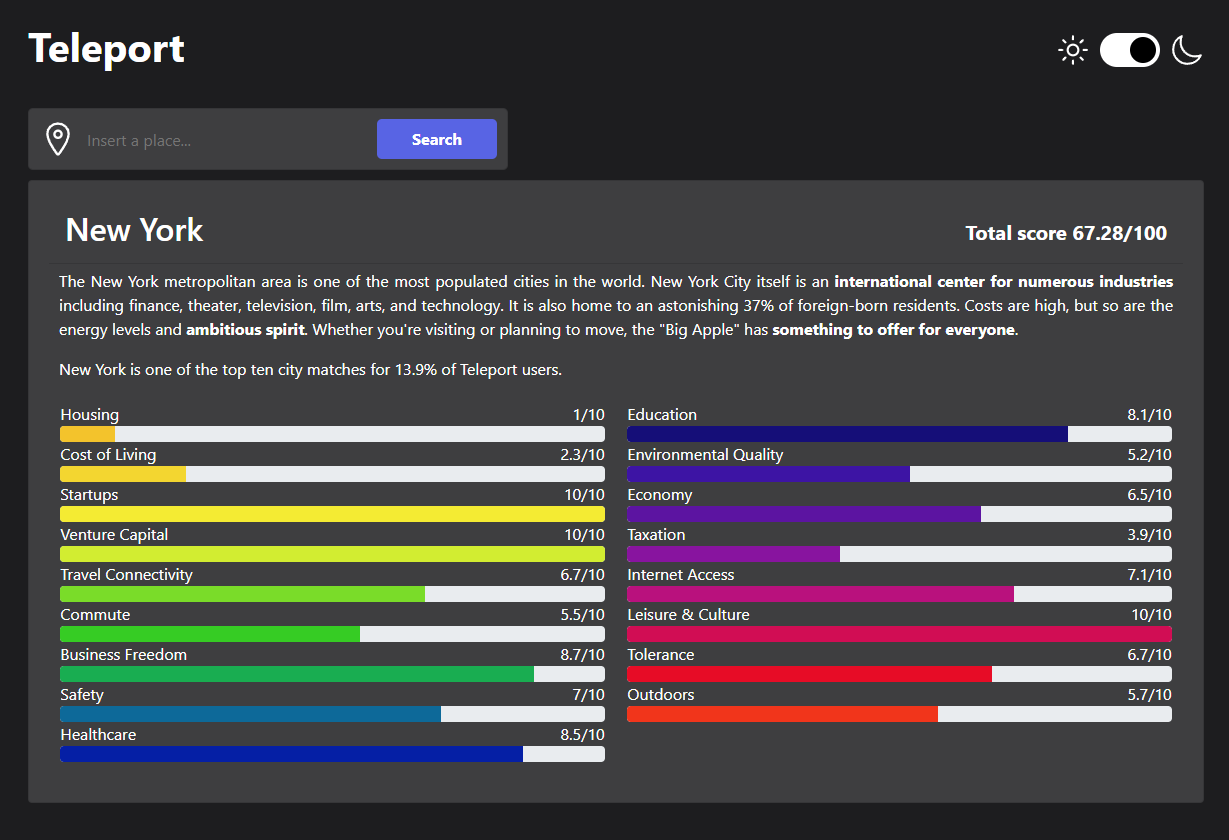 Teleport
Insert a place...
Search
New York
Total score 67.28/100
The New York metropolitan area is one of the most populated cities in the world. New York City itself is an international center for numerous industries
including finance, theater, television, film, arts, and technology. It is also home to an astonishing 37% of foreign-born residents. Costs are high, but so are the
energy levels and ambitious spirit. Whether you're visiting or planning to move, the "Big Apple" has something to offer for everyone.
New York is one of the top ten city matches for 13.9% of Teleport users.
Housing 1/10
Cost of Living 2.3/10
Startups 10/10
Venture Capital 10/10
Travel Connectivity 6.7/10
Commute 5.5/10
Business Freedom 8.7/10
Safety 7/10
Healthcare 8.5/10
Education 8.1/10
Environmental Quality 5.2/10
Economy 6.5/10
Taxation 3.9/10
Internet Access 7.1/10
Leisure & Culture 10/10
Tolerance 6.7/10
Outdoors 5.7/10